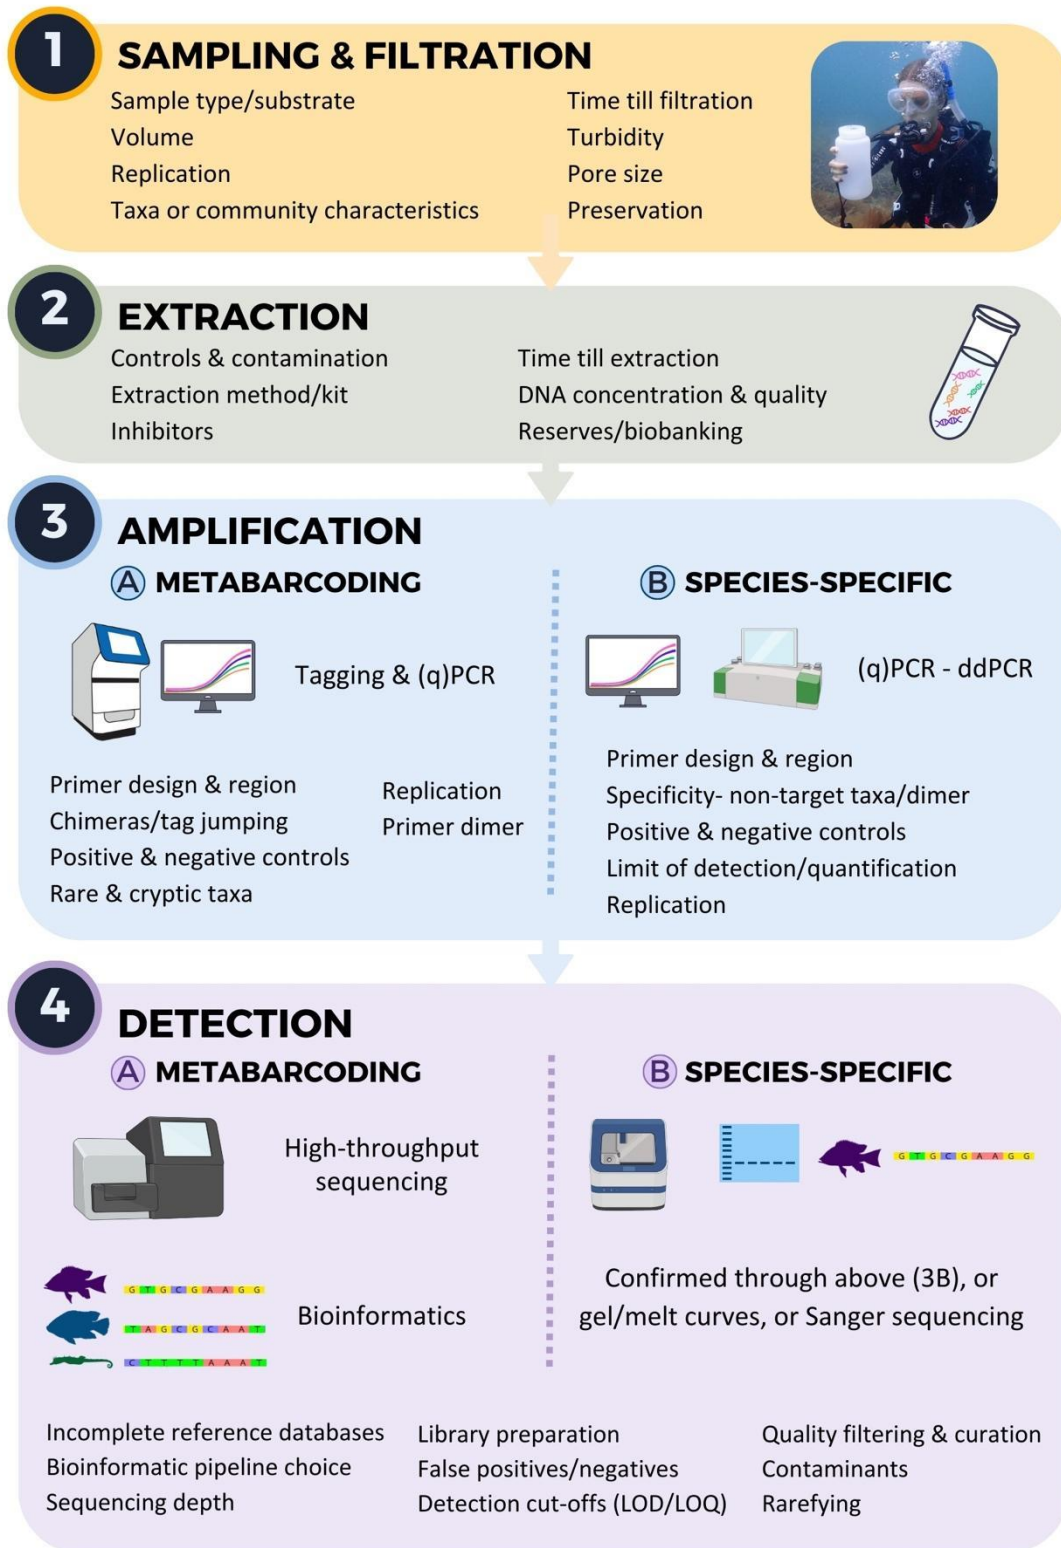 1
SAMPLING & FILTRATION
Sample type/substrate
Volume
Replication
Taxa or community characteristics
Time till filtration
Turbidity
Pore size
Preservation
2
EXTRACTION
Controls & contamination
Extraction method/kit
Inhibitors
Time till extraction
DNA concentration & quality
Reserves/biobanking
3
AMPLIFICATION
A METABARCODING
Tagging & (q)PCR
Primer design & region
Chimeras/tag jumping
Positive & negative controls
Rare & cryptic taxa
Replication
Primer dimer
B SPECIES-SPECIFIC
(q)PCR - ddPCR
Primer design & region
Specificity- non-target taxa/dimer
Positive & negative controls
Limit of detection/quantification
Replication
4
DETECTION
A METABARCODING
High-throughput
sequencing
G T G C G A A G G
T A G C G C A A T
C T T T T A A A T
Bioinformatics
B SPECIES-SPECIFIC
G T G C G A A G G
Confirmed through above (3B), or
gel/melt curves, or Sanger sequencing
Incomplete reference databases
Bioinformatic pipeline choice
Sequencing depth
Library preparation
False positives/negatives
Detection cut-offs (LOD/LOQ)
Quality filtering & curation
Contaminants
Rarefying